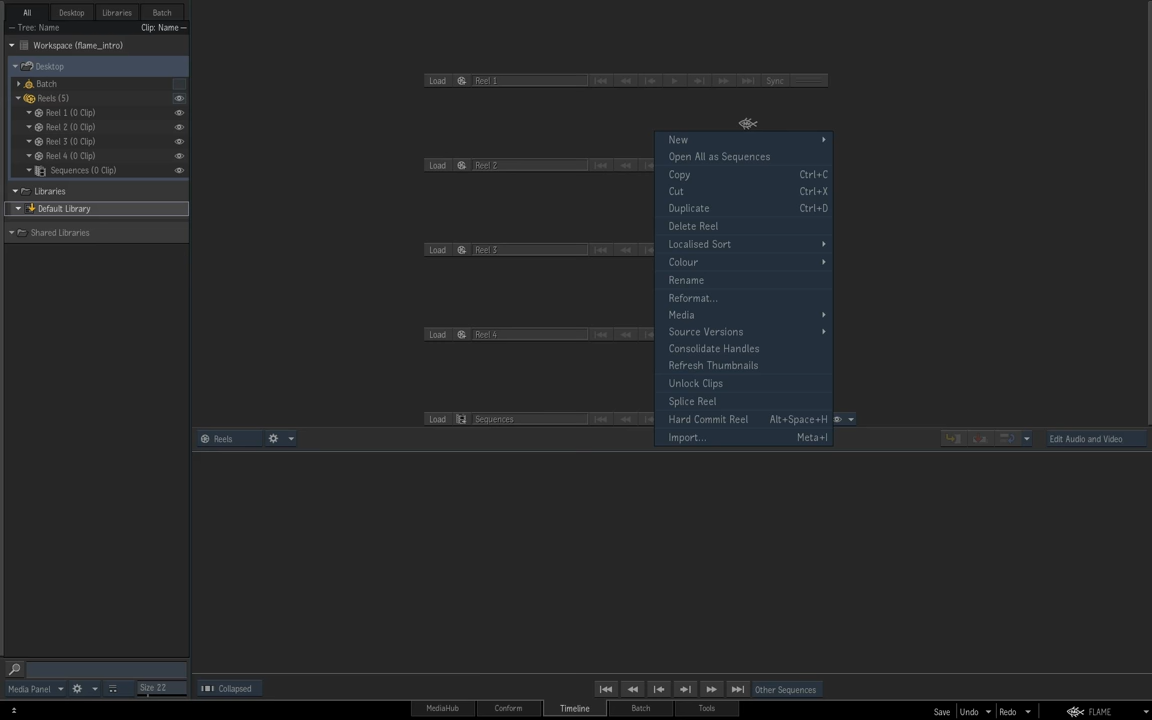 All Desktop Libraries Batch
Tree: Name Clip: Name
Workspace (flame_intro)
Desktop
Batch
Reels (5)
Reel 1 (0 Clip)
Reel 2 (0 Clip)
Reel 3 (0 Clip)
Reel 4 (0 Clip)
Sequences (0 Clip)
Libraries
Default Library
Shared Libraries
Load Reel 1 Sync
Load Reel 2
Load Reel 3
Load Reel 4
Load Sequences
New
Open All as Sequences
Copy Ctrl+C
Cut Ctrl+X
Duplicate Ctrl+D
Delete Reel
Localised Sort
Colour
Rename
Reformat...
Media
Source Versions
Consolidate Handles
Refresh Thumbnails
Unlock Clips
Splice Reel
Hard Commit Reel Alt+Space+H
Import... Meta+I
Reels Edit Audio and Video
Media Panel Size 22 Collapsed Other Sequences
MediaHub Conform Timeline Batch Tools Save Undo Redo FLAME